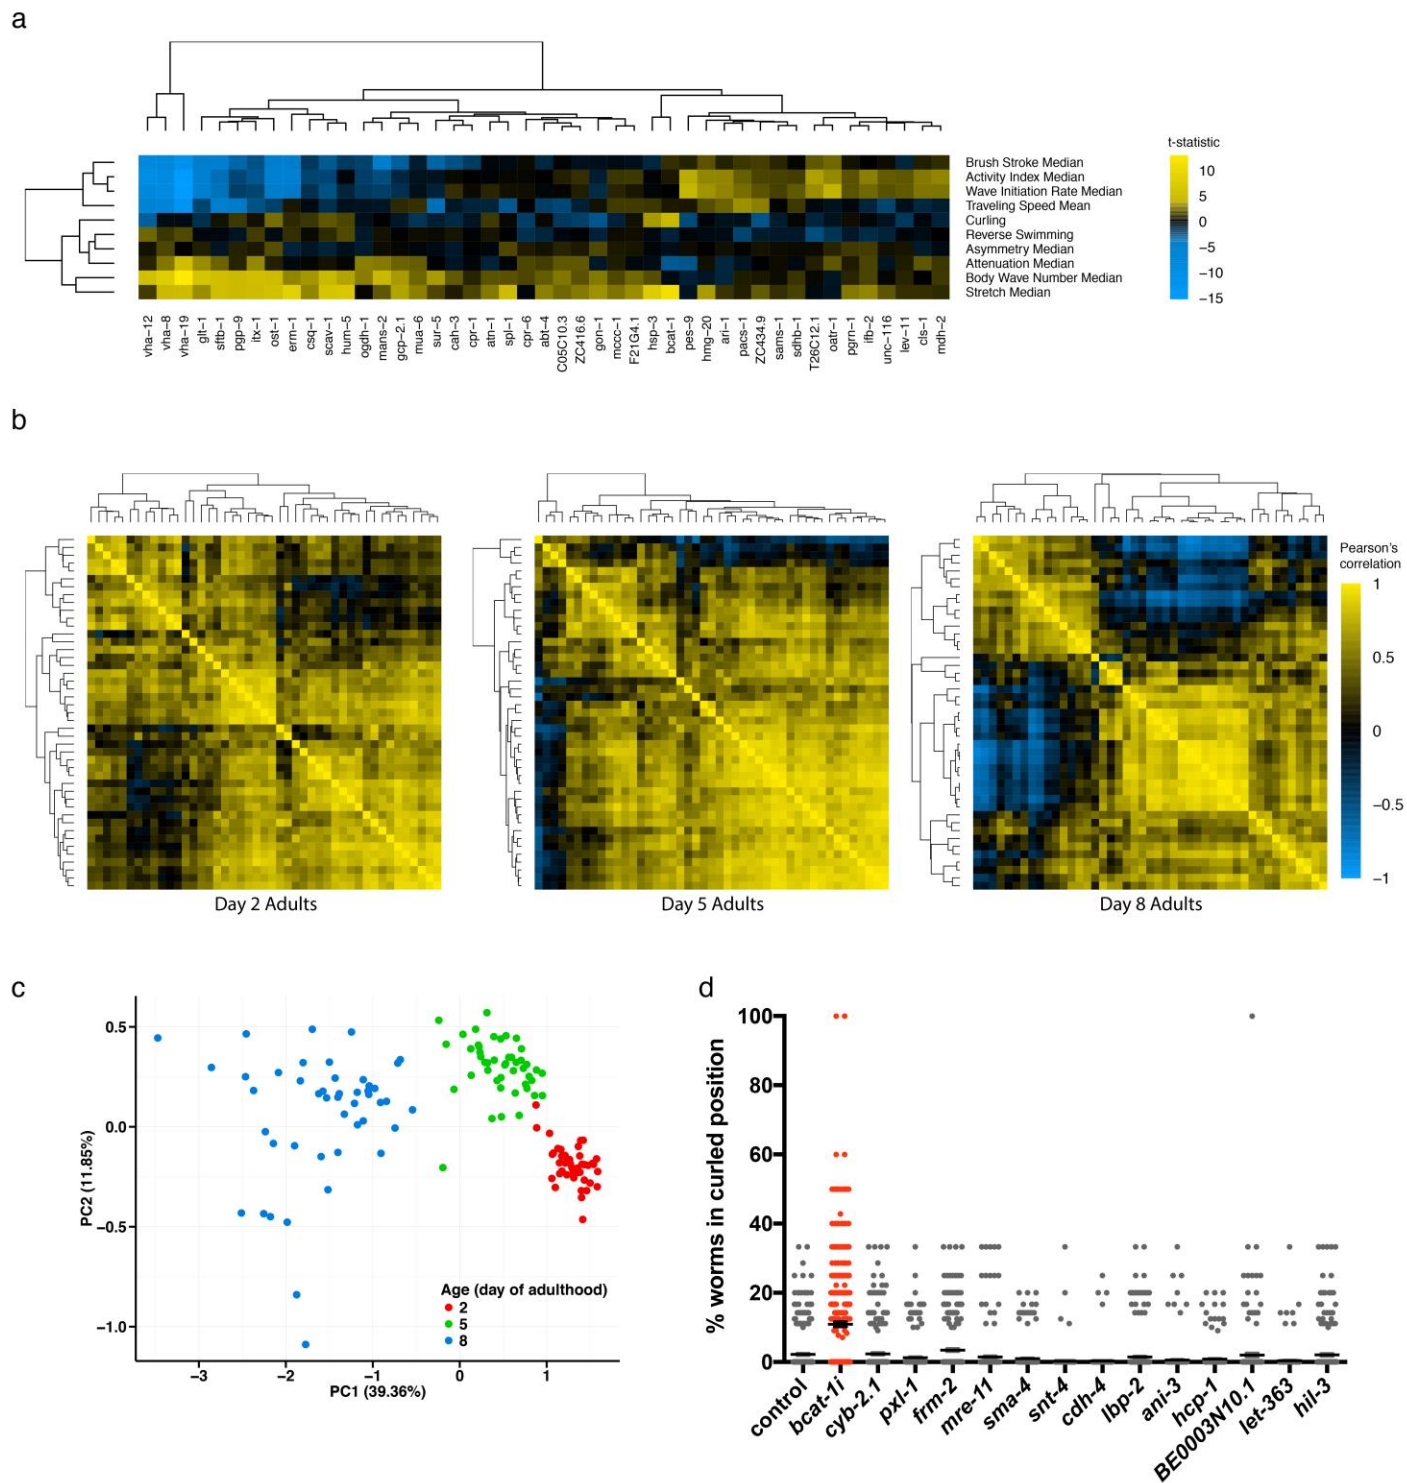 a
t-statistic
10
5
0
−5
−10
−15
Brush Stroke Median
Activity Index Median
Wave Initiation Rate Median
Traveling Speed Mean
Curling
Reverse Swimming
Asymmetry Median
Attenuation Median
Body Wave Number Median
Stretch Median
vha−12
vha−8
vha−19
glt−1
sftb−1
pgp−9
itx−1
ost−1
erm−1
csq−1
scav−1
hum−5
ogdh−1
mans−2
gcp−2.1
mua−6
sur−5
cah−3
cpr−1
atn−1
spl−1
cpr−6
abt−4
C05C10.3
ZC416.6
gon−1
mccc−1
F21G4.1
hsp−3
bcat−1
pes−9
hmg−20
ari−1
pacs−1
ZC434.9
sams−1
sdhb−1
T26C12.1
oatr−1
pgrn−1
ifb−2
unc−116
lev−11
cls−1
mdh−2
b
Pearson's
correlation
1
0.5
0
−0.5
−1
Day 2 Adults
Day 5 Adults
Day 8 Adults
c
PC2 (11.85%)
0.5
0.0
−0.5
−1.0
Age (day of adulthood)
2
5
8
−3
−2
−1
0
1
PC1 (39.36%)
d
% worms in curled position
100
80
60
40
20
0
control
bcat-1i
cyb-2.1
pxl-1
frm-2
mre-11
sma-4
snt-4
cdh-4
lbp-2
ani-3
hcp-1
BE0003N10.1
let-363
hil-3